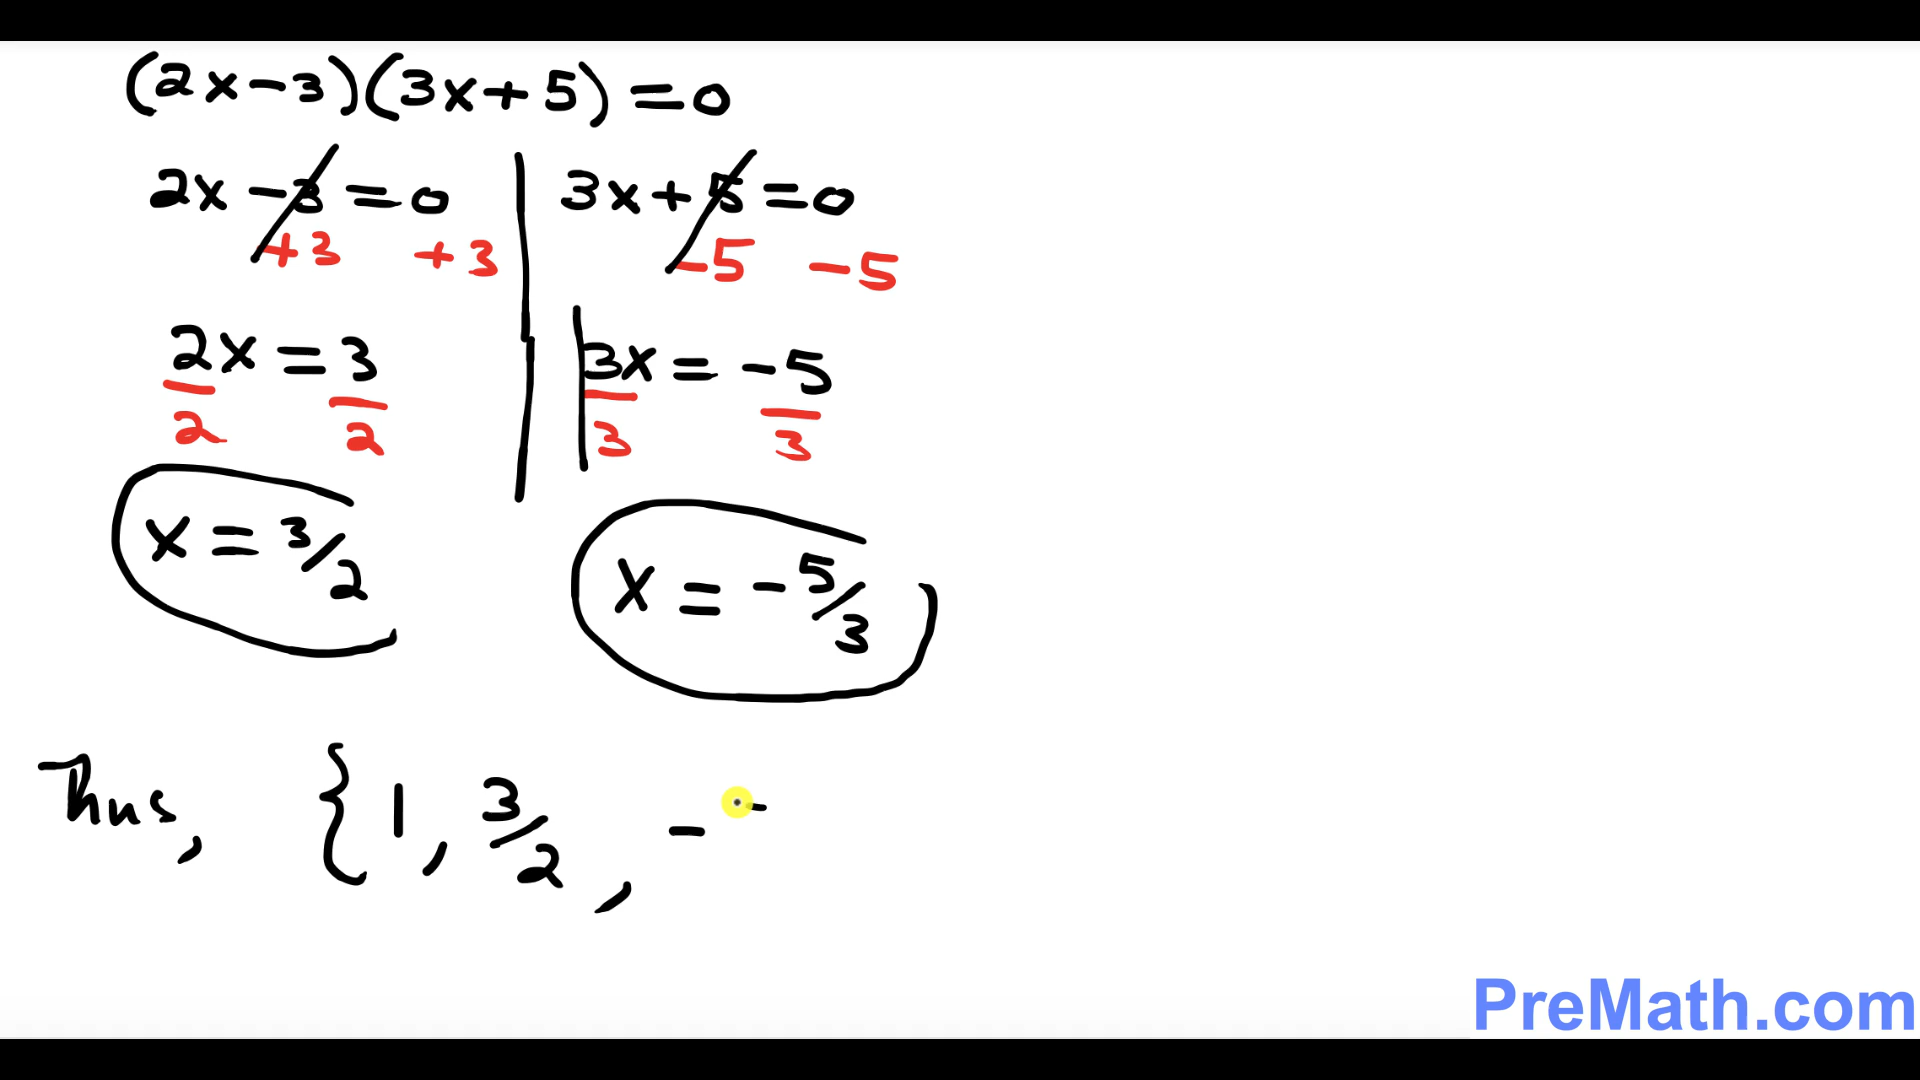 (2x-3)(3x+5)=0
2x-3=0 3x+5=0
+3 +3 -5 -5
2x=3 3x=-5
2 2 3 3
x=3/2 x=-5/3
Thus, {1, 3/2, -
PreMath.com